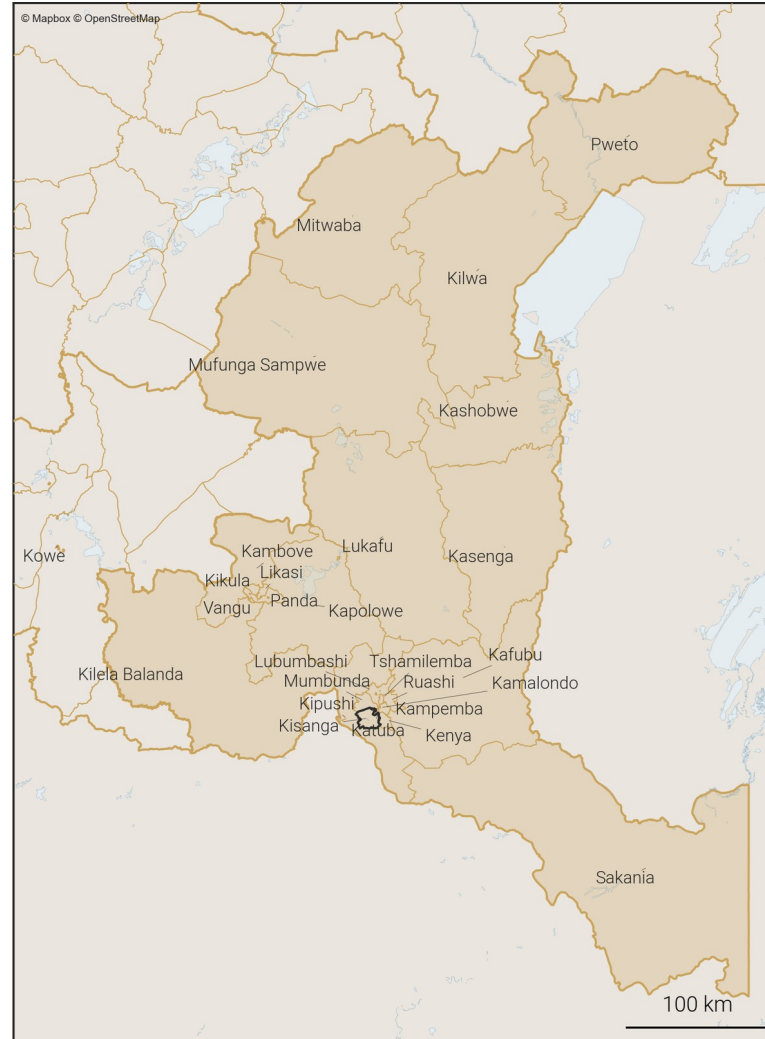 © Mapbox © OpenStreetMap
Pweto
Mitwaba
Kilwa
Mufunga Sampwe
Kashobwe
Lukafu
Kambove
Kowe
Kasenga
Likasi
Kikula
Panda
Vangu
Kapolowe
Kafubu
Lubumbashi
Tshamilemba
Kilela Balanda
Mumbunda
Ruashi
Kamalondo
Kipushi
Kampemba
Kisanga
Katuba
Kenya
Sakania
100 km